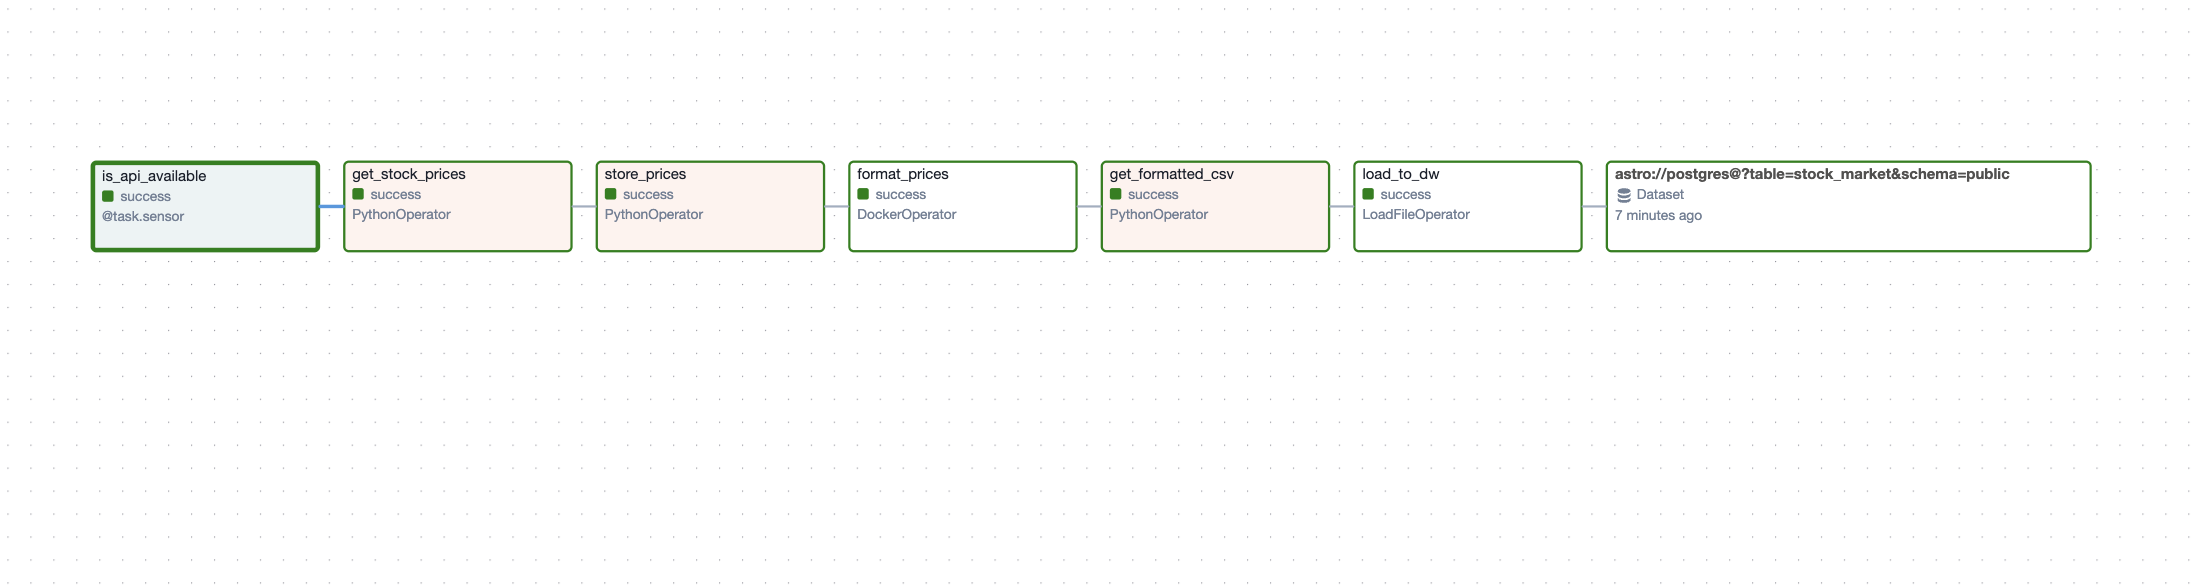 is_api_available
success
@task.sensor
get_stock_prices
success
PythonOperator
store_prices
success
PythonOperator
format_prices
success
DockerOperator
get_formatted_csv
success
PythonOperator
load_to_dw
success
LoadFileOperator
astro://postgres@?table=stock_market&schema=public
Dataset
7 minutes ago